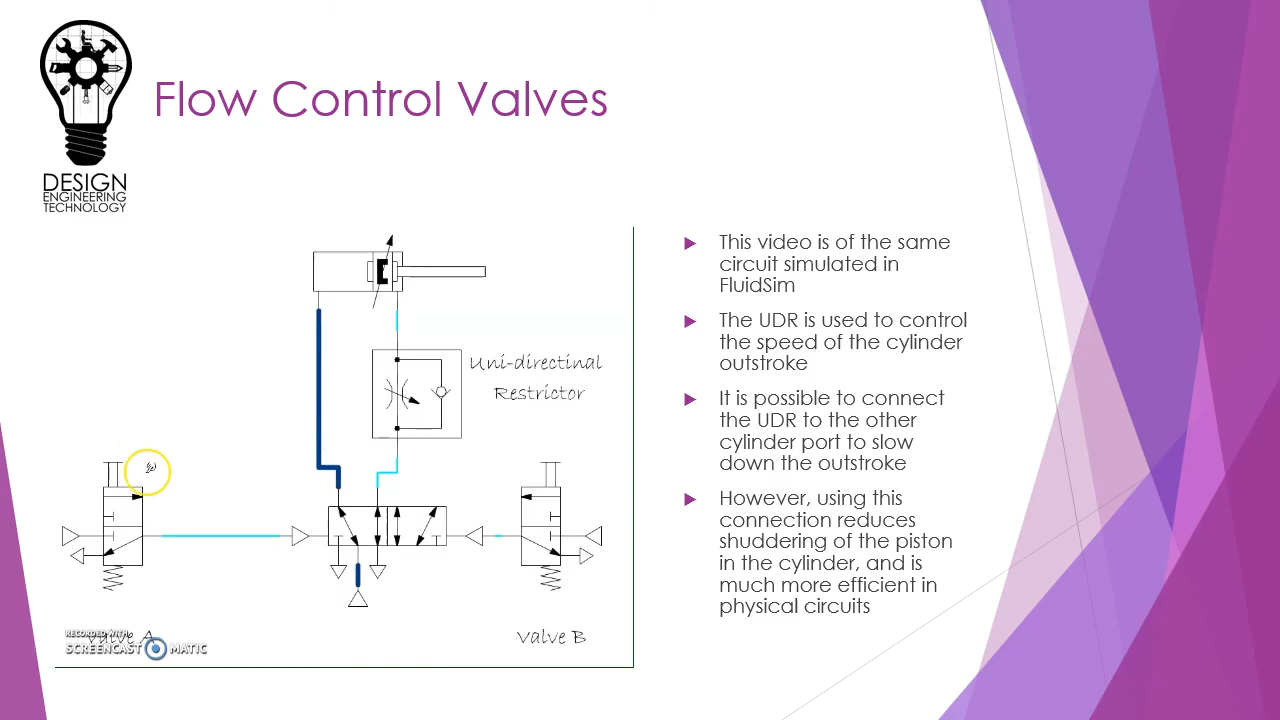 DESIGN
ENGINEERING
TECHNOLOGY
Flow Control Valves
Uni-directinal
Restrictor
Valve A
RECORDED WITH
SCREENCAST MATIC
Valve B
This video is of the same
circuit simulated in
FluidSim
The UDR is used to control
the speed of the cylinder
outstroke
It is possible to connect
the UDR to the other
cylinder port to slow
down the outstroke
However, using this
connection reduces
shuddering of the piston
in the cylinder, and is
much more efficient in
physical circuits